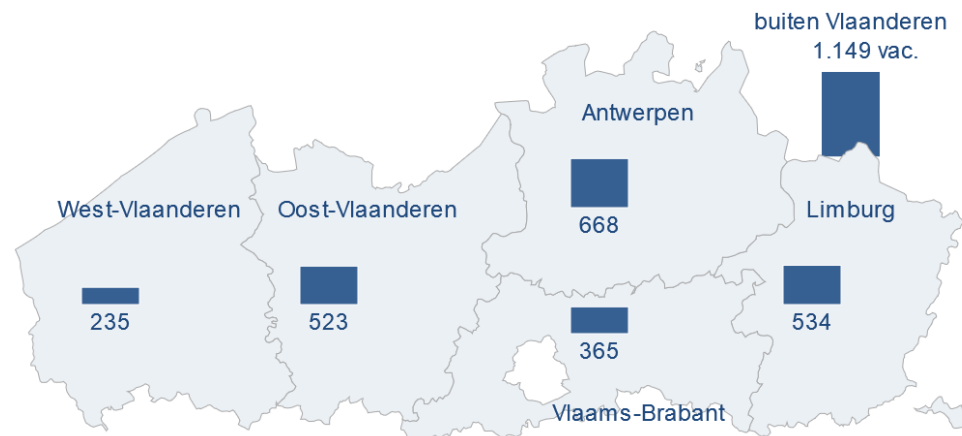 buiten Vlaanderen
1.149 vac.
Antwerpen
668
West-Vlaanderen
235
Oost-Vlaanderen
523
Limburg
534
365
Vlaams-Brabant